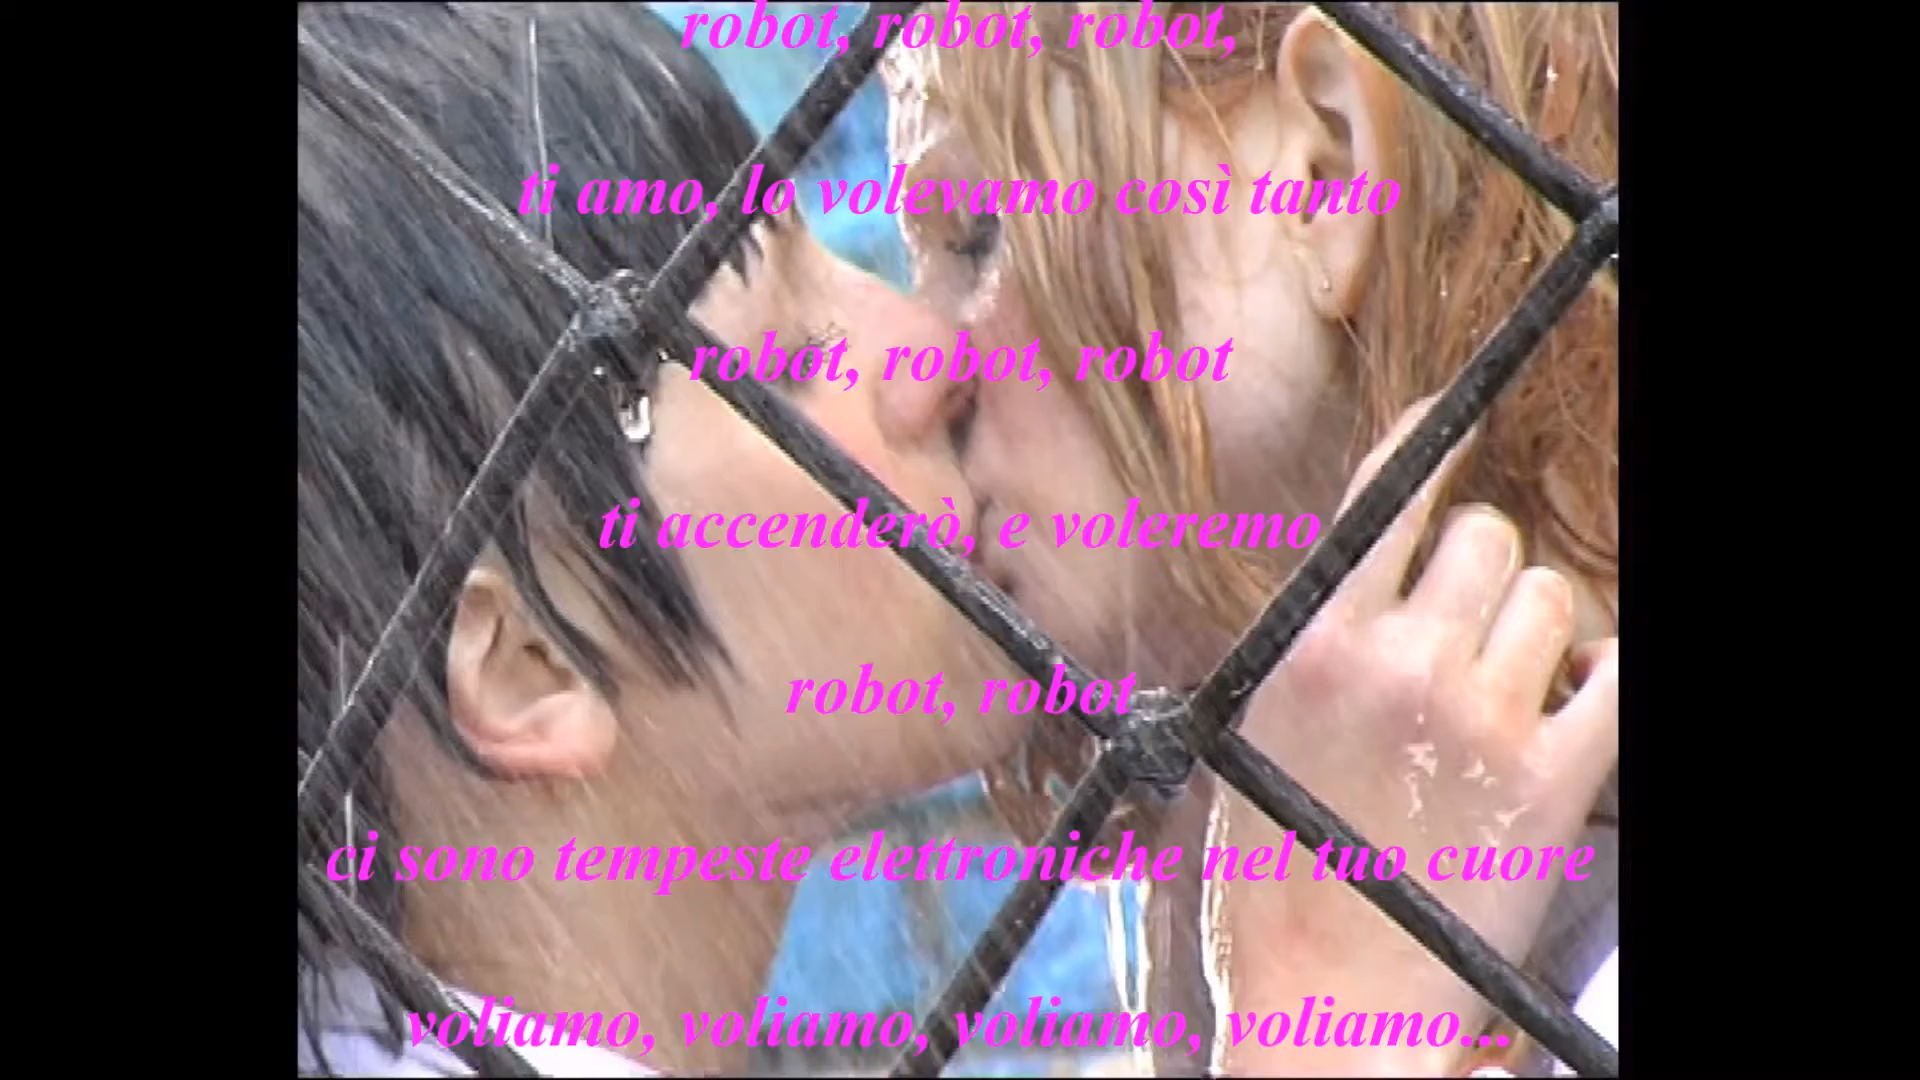 robot, robot, robot,
ti amo, lo volevamo così tanto
robot, robot, robot
ti accenderò, e voleremo
robot, robot
ci sono tempeste elettroniche nel tuo cuore
voliamo, voliamo, voliamo, voliamo...